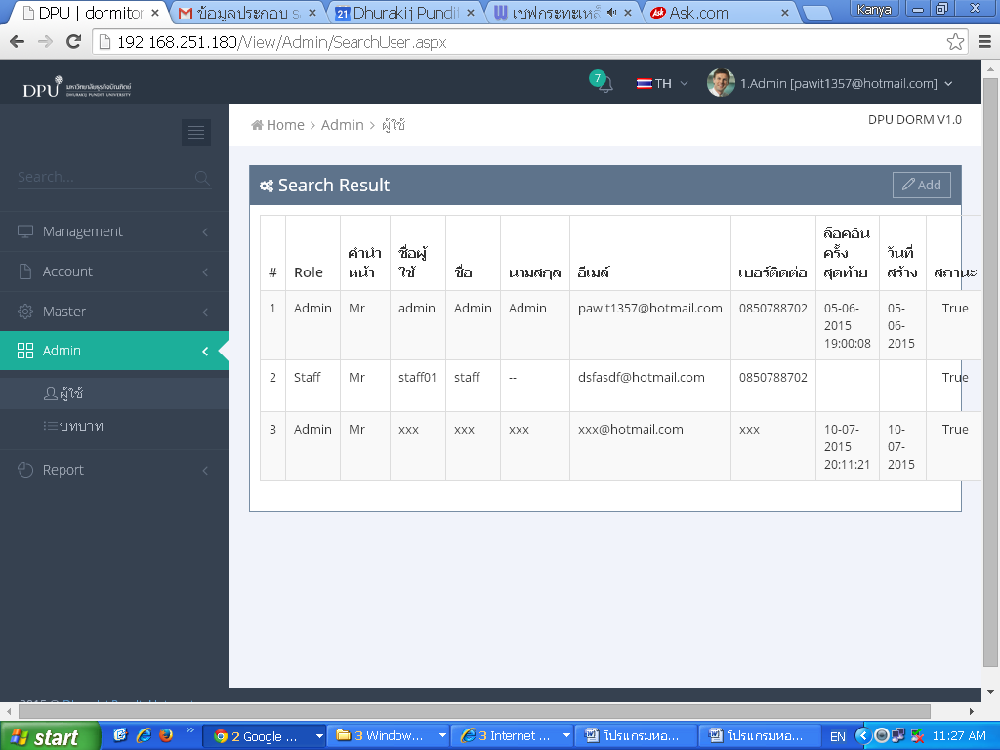 DPU | dormitor
ข้อมูลประกอบ ส
21 Dhurakij Pundit
เชฟกระทะเหล็
Ask Ask.com
Kanya
192.168.251.180/View/Admin/SearchUser.aspx
DPU มหาวิทยาลัยธุรกิจบัณฑิตย์
DHURAKIJ PUNDIT UNIVERSITY
7
TH
1.Admin [pawit1357@hotmail.com]
Home > Admin > ผู้ใช้
DPU DORM V1.0
Search...
Management
Account
Master
Admin
ผู้ใช้
บทบาท
Report
Search Result
Add
# Role คำนำหน้า ชื่อผู้ใช้ ชื่อ นามสกุล อีเมล์ เบอร์ติดต่อ ล็อคอินครั้งสุดท้าย วันที่สร้าง สถานะ
1 Admin Mr admin Admin Admin pawit1357@hotmail.com 0850788702 05-06-2015 19:00:08 05-06-2015 True
2 Staff Mr staff01 staff -- dsfasdf@hotmail.com 0850788702 True
3 Admin Mr xxx xxx xxx xxx@hotmail.com xxx 10-07-2015 20:11:21 10-07-2015 True
start
2 Google ...
3 Window...
3 Internet ...
โปรแกรมหอ...
โปรแกรมหอ...
EN
11:27 AM